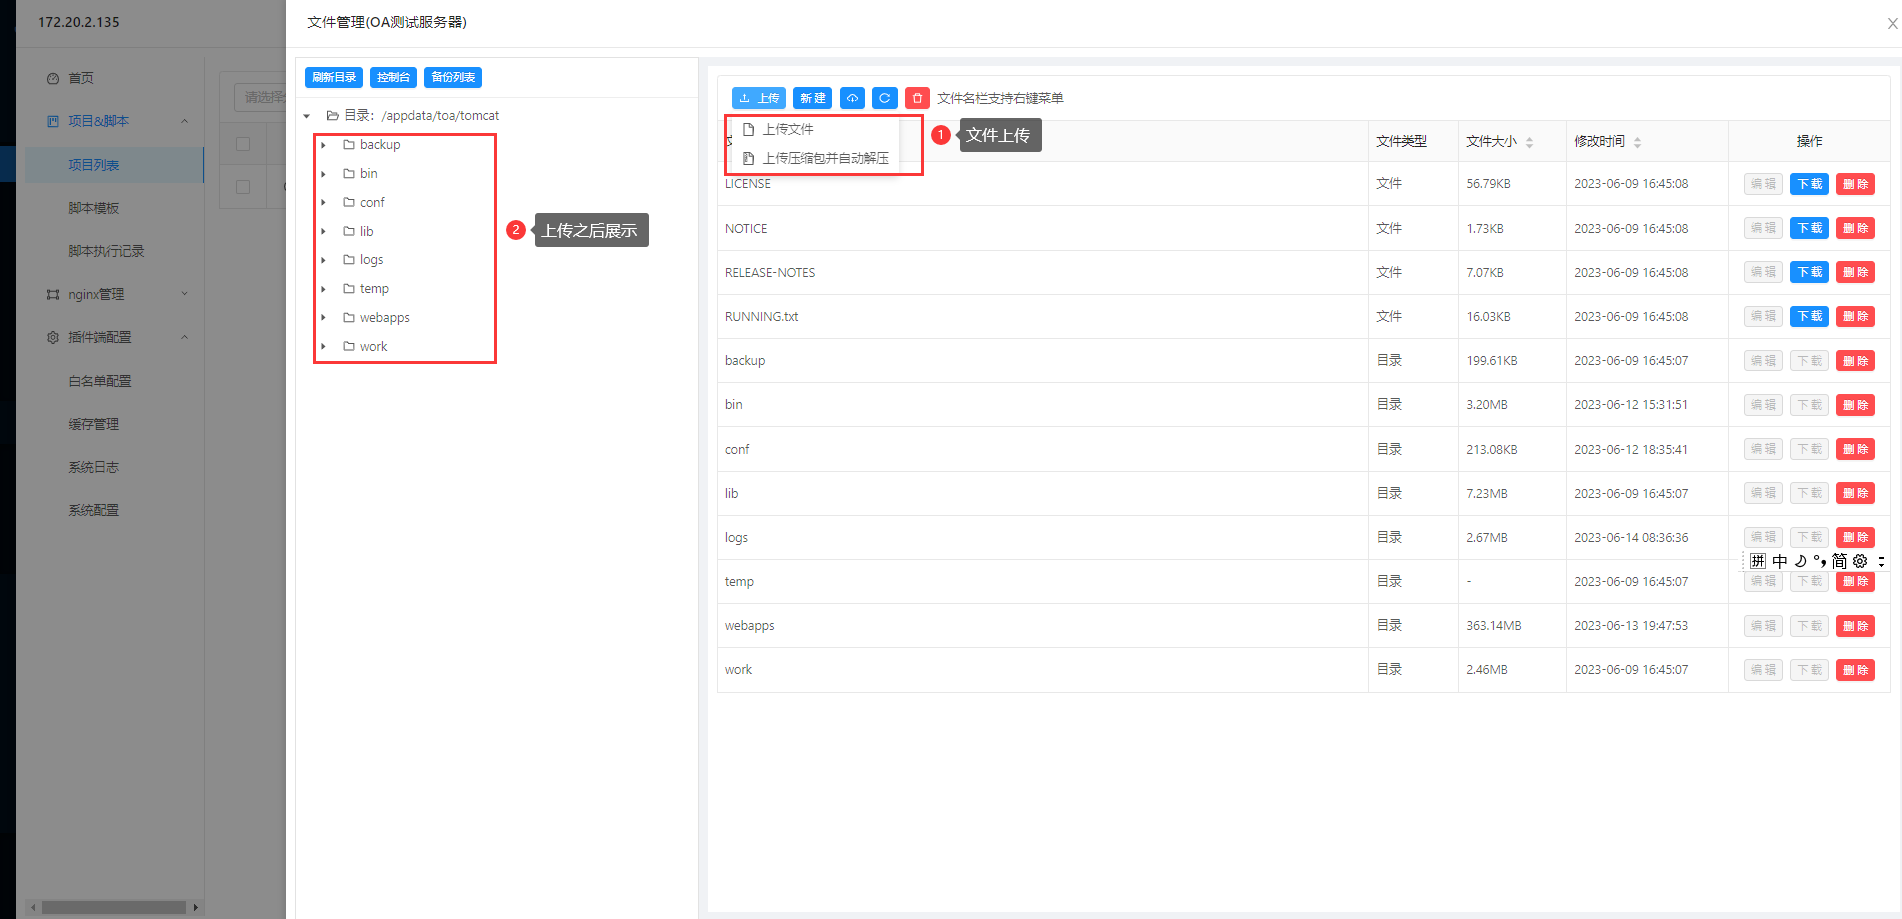 172.20.2.135
文件管理(OA测试服务器)
首页
项目&脚本
项目列表
脚本模板
脚本执行记录
nginx管理
插件端配置
白名单配置
缓存管理
系统日志
系统配置
请选择
刷新目录 控制台 备份列表
目录: /appdata/toa/tomcat
backup
bin
conf
lib
logs
temp
webapps
work
2 上传之后展示
上传 新建 文件名栏支持右键菜单
上传文件
上传压缩包并自动解压
1 文件上传
文件类型 文件大小 修改时间 操作
LICENSE 文件 56.79KB 2023-06-09 16:45:08 编辑 下载 删除
NOTICE 文件 1.73KB 2023-06-09 16:45:08 编辑 下载 删除
RELEASE-NOTES 文件 7.07KB 2023-06-09 16:45:08 编辑 下载 删除
RUNNING.txt 文件 16.03KB 2023-06-09 16:45:08 编辑 下载 删除
backup 目录 199.61KB 2023-06-09 16:45:07 编辑 下载 删除
bin 目录 3.20MB 2023-06-12 15:31:51 编辑 下载 删除
conf 目录 213.08KB 2023-06-12 18:35:41 编辑 下载 删除
lib 目录 7.23MB 2023-06-09 16:45:07 编辑 下载 删除
logs 目录 2.67MB 2023-06-14 08:36:36 编辑 下载 删除
拼 中 简
temp 目录 - 2023-06-09 16:45:07 编辑 下载 删除
webapps 目录 363.14MB 2023-06-13 19:47:53 编辑 下载 删除
work 目录 2.46MB 2023-06-09 16:45:07 编辑 下载 删除